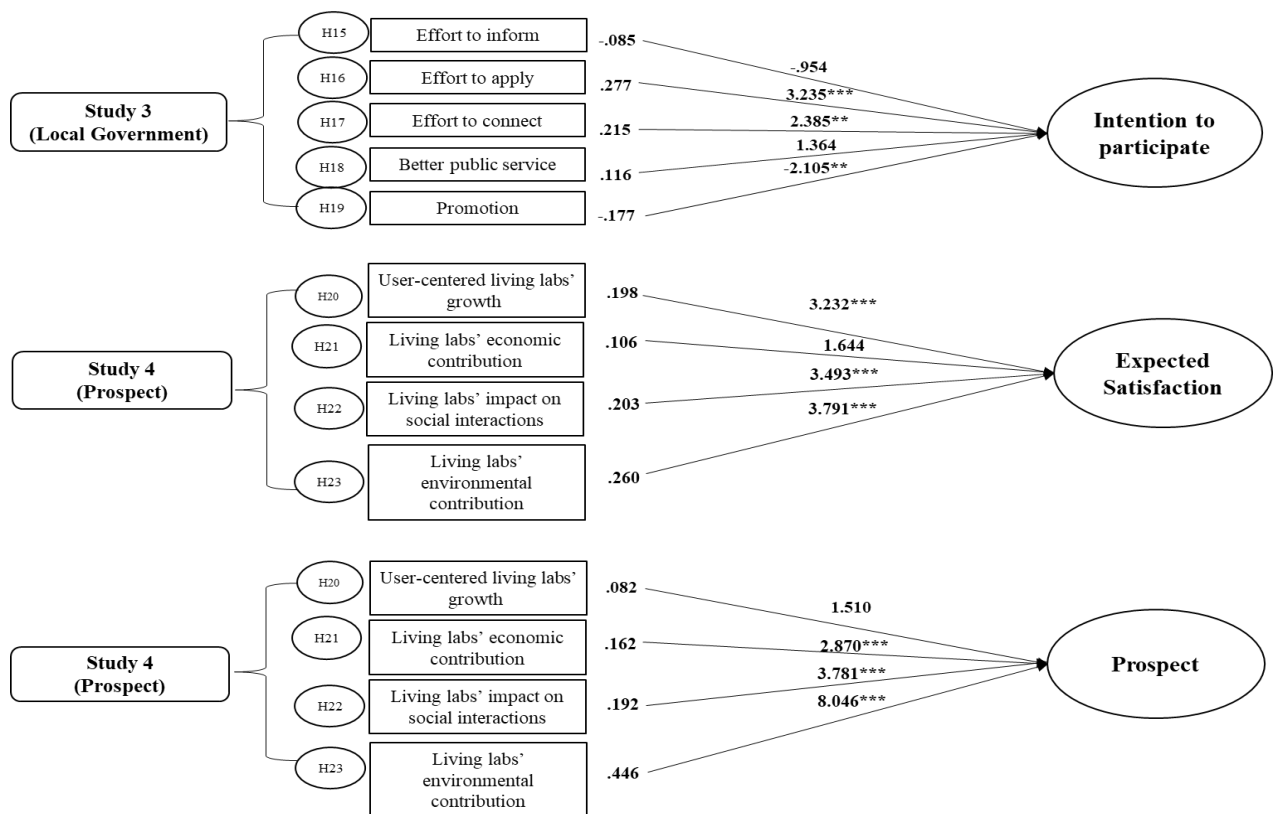 Study 3
(Local Government)
H15
Effort to inform
-.085
-.954
H16
Effort to apply
.277
3.235***
H17
Effort to connect
.215
2.385**
H18
Better public service
.116
1.364
H19
Promotion
-.177
-2.105**
Intention to
participate
Study 4
(Prospect)
H20
User-centered living labs’
growth
.198
3.232***
H21
Living labs’ economic
contribution
.106
1.644
H22
Living labs’ impact on
social interactions
.203
3.493***
H23
Living labs’
environmental
contribution
.260
3.791***
Expected
Satisfaction
Study 4
(Prospect)
H20
User-centered living labs’
growth
.082
1.510
H21
Living labs’ economic
contribution
.162
2.870***
H22
Living labs’ impact on
social interactions
.192
3.781***
H23
Living labs’
environmental
contribution
.446
8.046***
Prospect